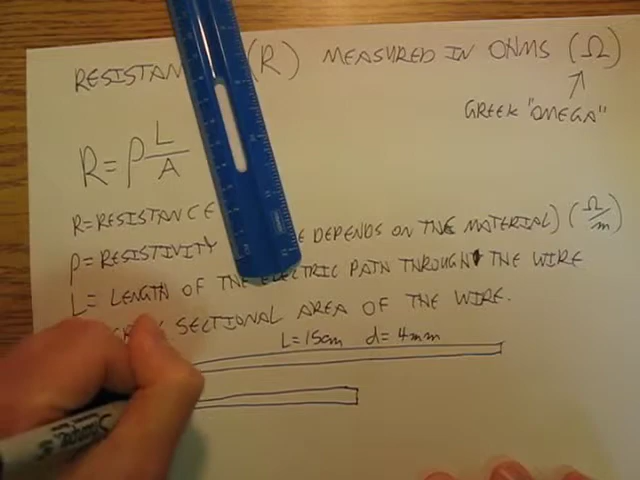 RESISTAN (R) MEASURED IN OHMS (Ω)
GREEK "OMEGA"
R=ρ L/A
R=RESISTANCE
ρ=RESISTIVITY E DEPENDS ON THE MATERIAL) (Ω/m)
L= LENGTH OF THE ELECTRIC PATH THROUGH THE WIRE
SECTIONAL AREA OF THE WIRE.
L=15cm d=4mm
Sharpie